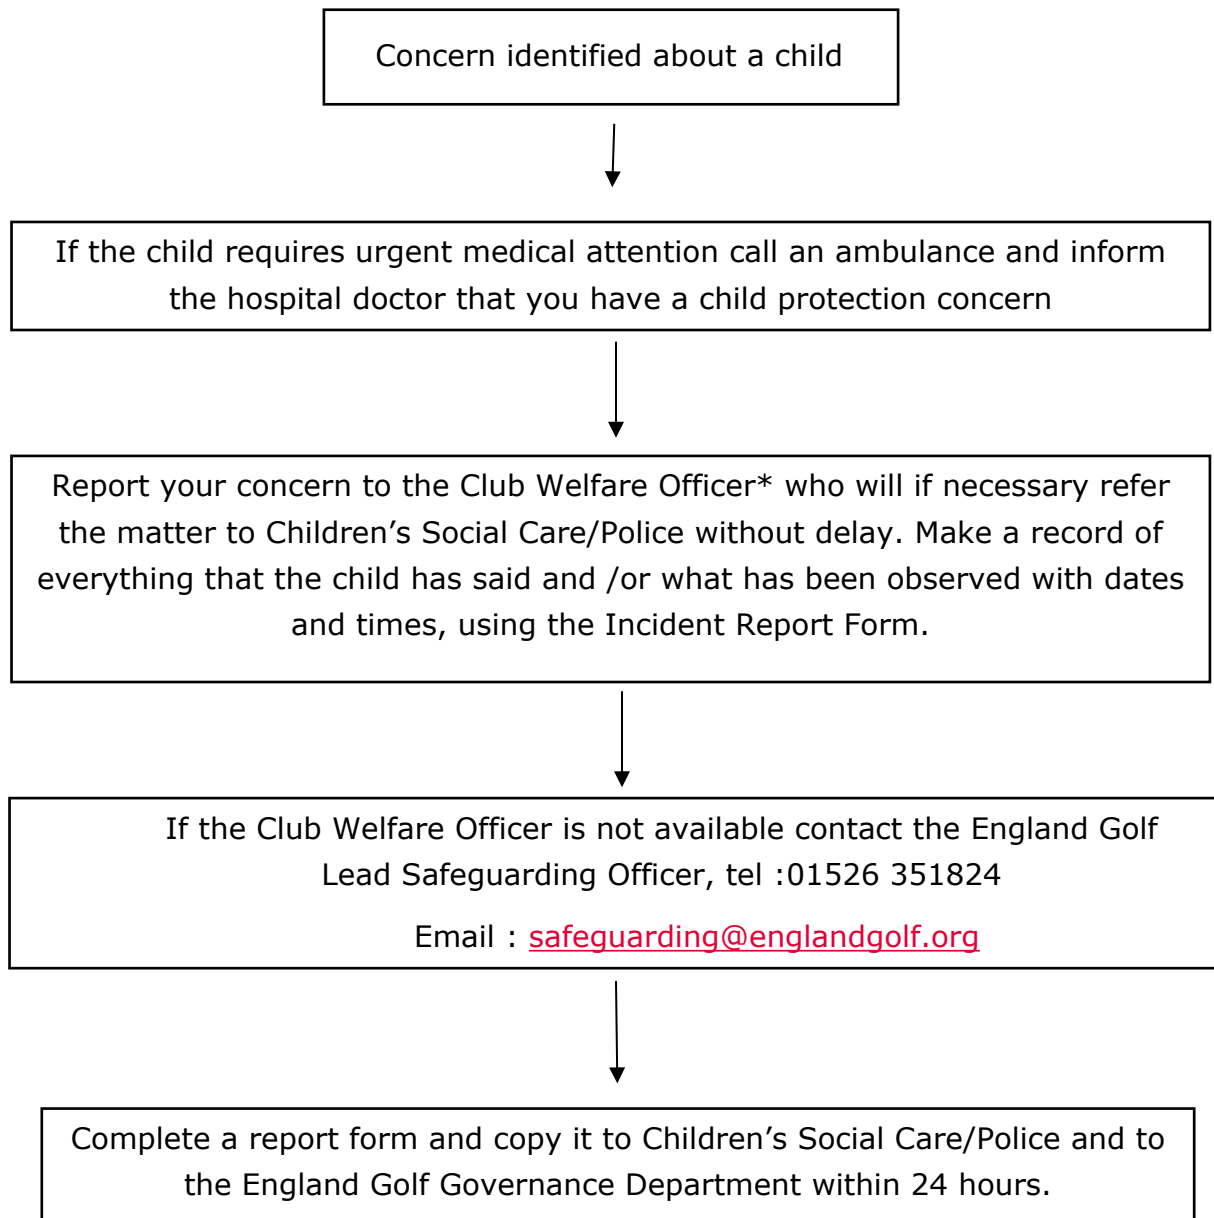 Concern identified about a child
If the child requires urgent medical attention call an ambulance and inform
the hospital doctor that you have a child protection concern
Report your concern to the Club Welfare Officer* who will if necessary refer
the matter to Children’s Social Care/Police without delay. Make a record of
everything that the child has said and /or what has been observed with dates
and times, using the Incident Report Form.
If the Club Welfare Officer is not available contact the England Golf
Lead Safeguarding Officer, tel :01526 351824
Email : safeguarding@englandgolf.org
Complete a report form and copy it to Children’s Social Care/Police and to
the England Golf Governance Department within 24 hours.